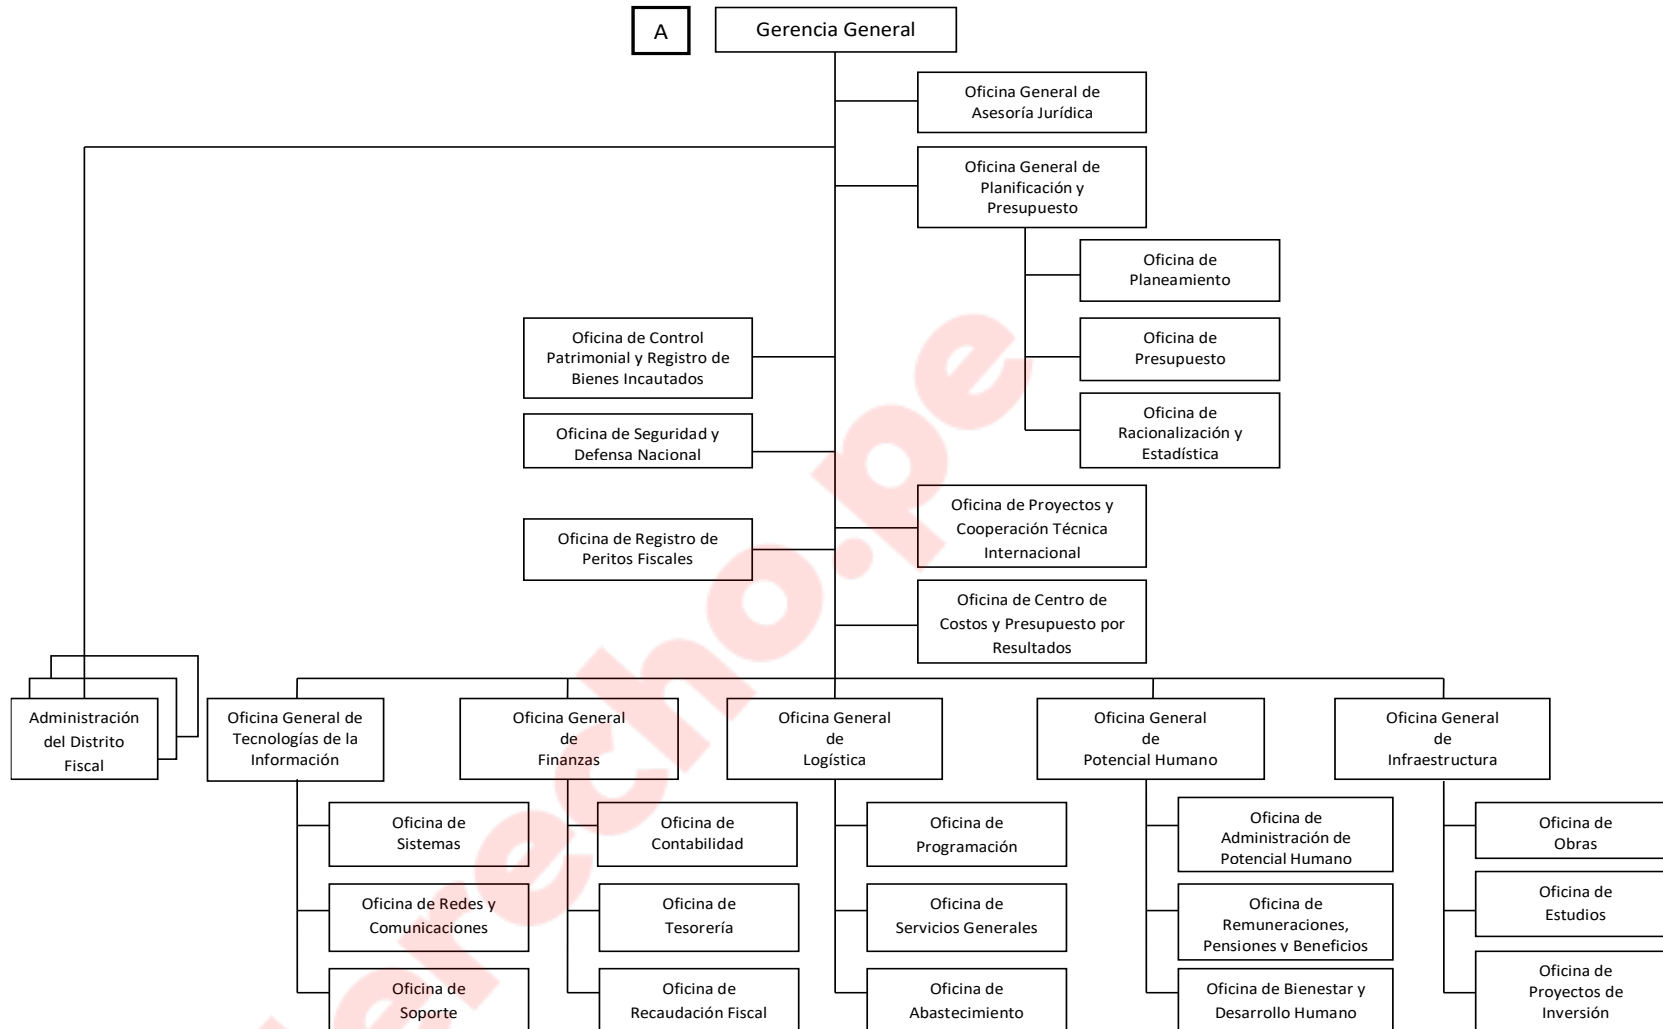 A
Gerencia General
Oficina General de
Asesoría Jurídica
Oficina General de
Planificación y
Presupuesto
Oficina de
Planeamiento
Oficina de Control
Patrimonial y Registro de
Bienes Incautados
Oficina de
Presupuesto
Oficina de Seguridad y
Defensa Nacional
Oficina de
Racionalización y
Estadística
Oficina de Registro de
Peritos Fiscales
Oficina de Proyectos y
Cooperación Técnica
Internacional
Oficina de Centro de
Costos y Presupuesto por
Resultados
Administración
del Distrito
Fiscal
Oficina General de
Tecnologías de la
Información
Oficina General
de
Finanzas
Oficina General
de
Logística
Oficina General
de
Potencial Humano
Oficina General
de
Infraestructura
Oficina de
Sistemas
Oficina de
Contabilidad
Oficina de
Programación
Oficina de
Administración de
Potencial Humano
Oficina de
Obras
Oficina de Redes y
Comunicaciones
Oficina de
Tesorería
Oficina de
Servicios Generales
Oficina de
Remuneraciones,
Pensiones y Beneficios
Oficina de
Estudios
Oficina de
Soporte
Oficina de
Recaudación Fiscal
Oficina de
Abastecimiento
Oficina de Bienestar y
Desarrollo Humano
Oficina de
Proyectos de
Inversión
derecho.pe